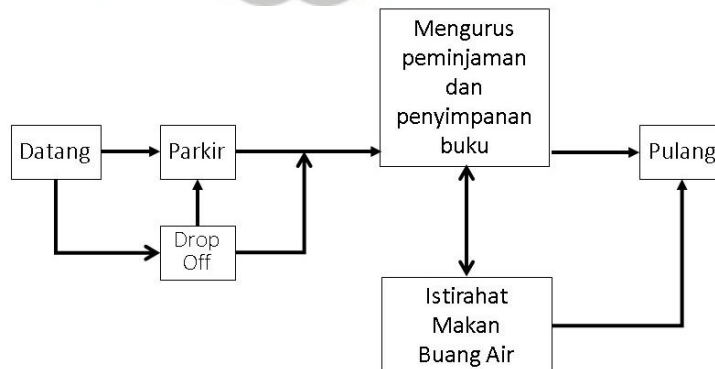 Mengurus
peminjaman
dan
penyimpanan
buku
Datang
Parkir
Pulang
Drop
Off
Istirahat
Makan
Buang Air